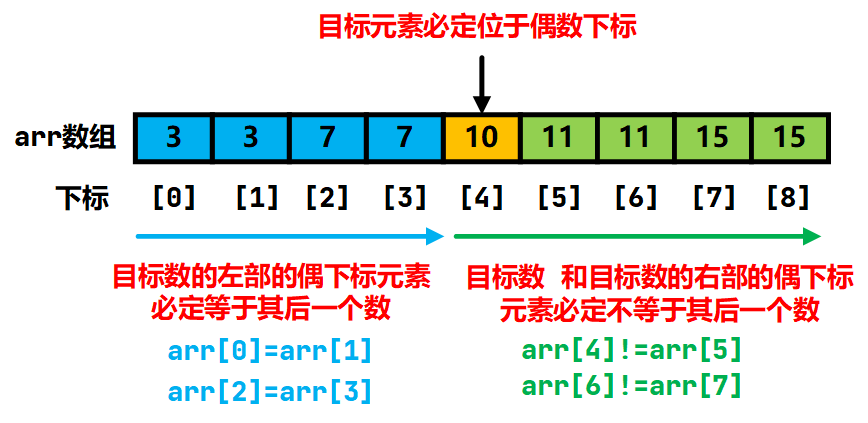 目标元素必定位于偶数下标
arr数组 3 3 7 7 10 11 11 15 15
下标 [0] [1] [2] [3] [4] [5] [6] [7] [8]
目标数的左部的偶下标元素
必定等于其后一个数
arr[0]=arr[1]
arr[2]=arr[3]
目标数 和目标数的右部的偶下标
元素必定不等于其后一个数
arr[4]!=arr[5]
arr[6]!=arr[7]